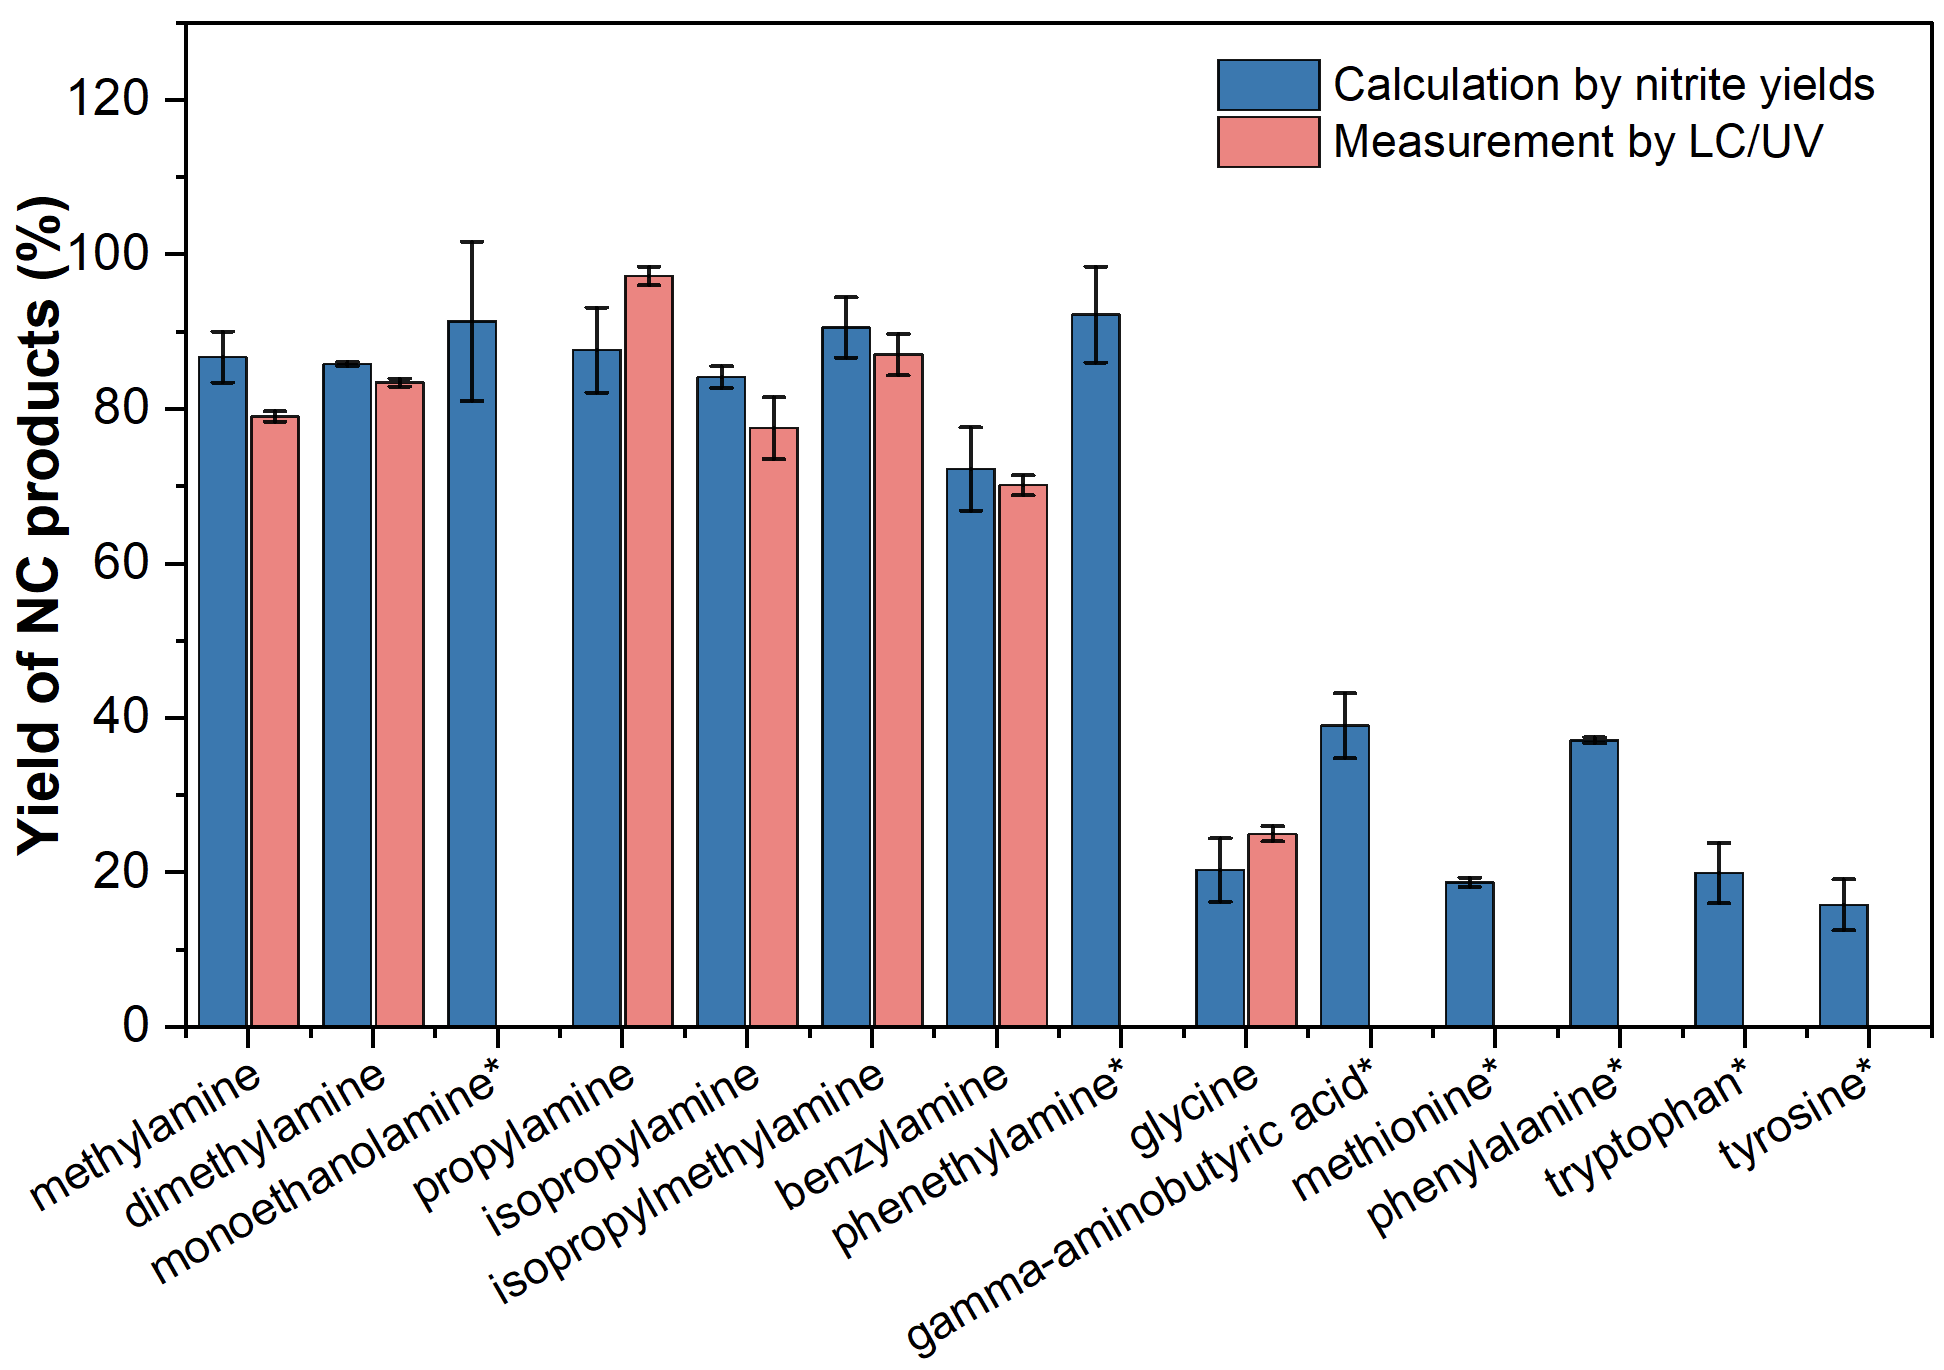 Calculation by nitrite yields
Measurement by LC/UV
Yield of NC products (%)
120
100
80
60
40
20
0
methylamine
dimethylamine
monoethanolamine*
propylamine
isopropylamine
isopropylmethylamine
benzylamine
phenethylamine*
glycine
gamma-aminobutyric acid*
methionine*
phenylalanine*
tryptophan*
tyrosine*